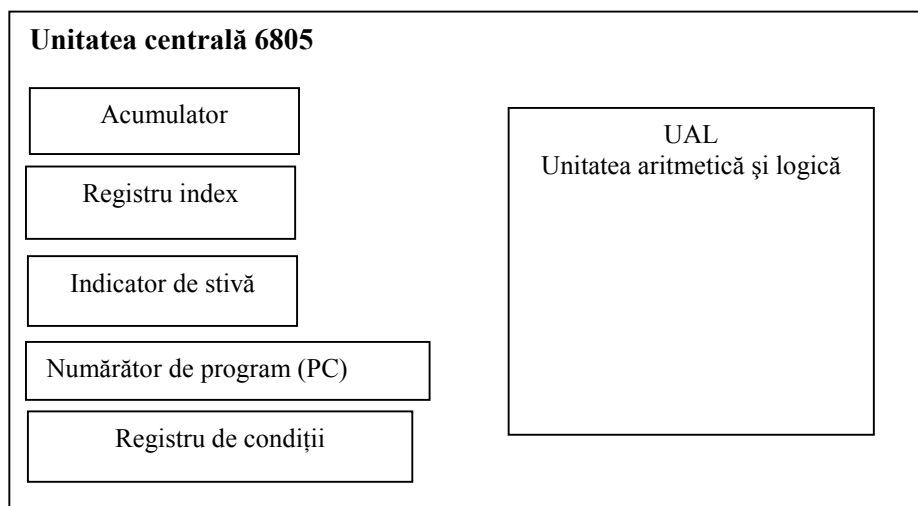 Unitatea centrală 6805
Acumulator
Registru index
Indicator de stivă
Numărător de program (PC)
Registru de condiții
UAL
Unitatea aritmetică şi logică